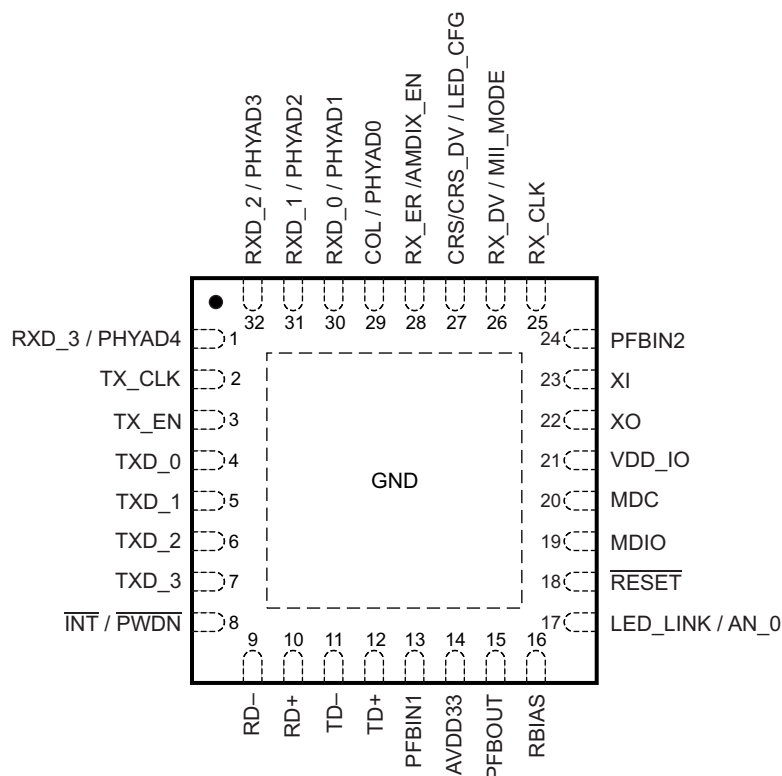 RXD_2 / PHYAD3
RXD_1 / PHYAD2
RXD_0 / PHYAD1
COL / PHYAD0
RX_ER /AMDIX_EN
CRS/CRS_DV / LED_CFG
RX_DV / MII_MODE
RX_CLK
32
31
30
29
28
27
26
25
RXD_3 / PHYAD4 1
TX_CLK 2
TX_EN 3
TXD_0 4
TXD_1 5
TXD_2 6
TXD_3 7
INT / PWDN 8
GND
24 PFBIN2
23 XI
22 XO
21 VDD_IO
20 MDC
19 MDIO
18 RESET
17 LED_LINK / AN_0
9
10
11
12
13
14
15
16
RD–
RD+
TD–
TD+
PFBIN1
AVDD33
PFBOUT
RBIAS